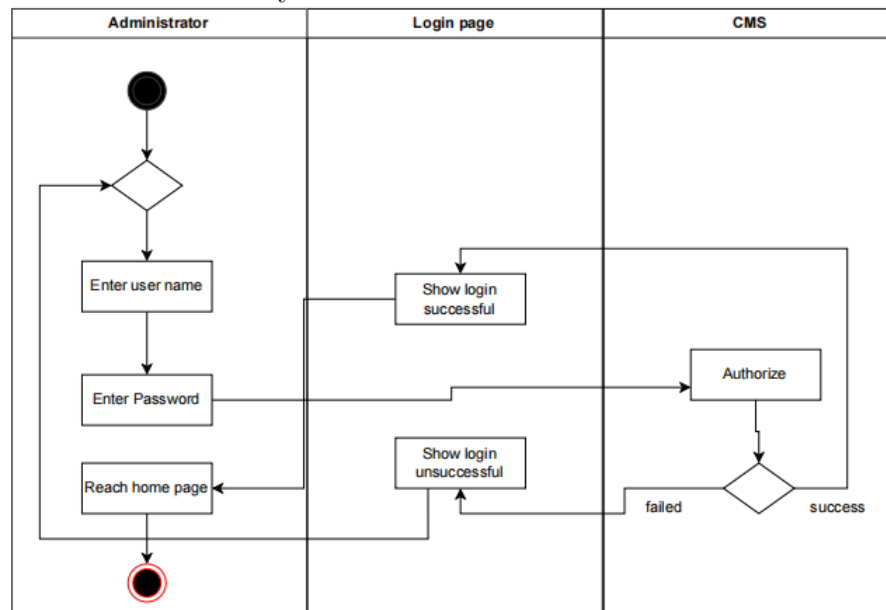 Administrator
Login page
CMS
Enter user name
Show login
successful
Authorize
Enter Password
Show login
unsuccessful
Reach home page
failed
success